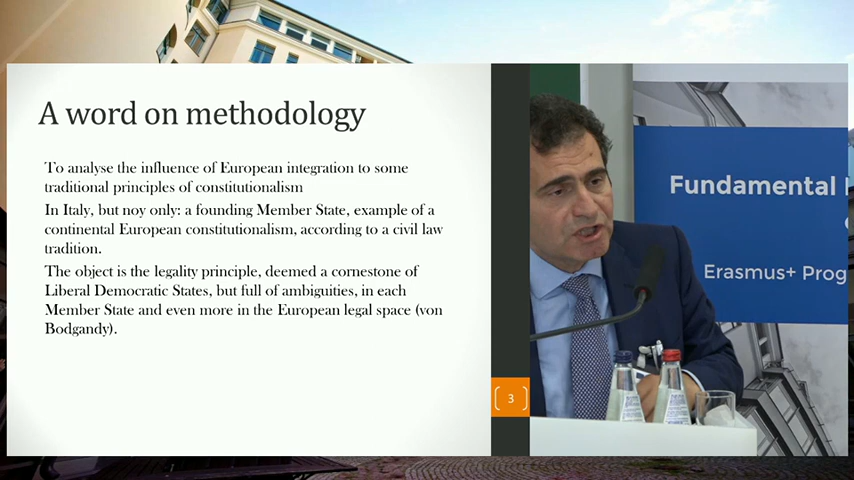 A word on methodology
To analyse the influence of European integration to some
traditional principles of constitutionalism
In Italy, but noy only: a founding Member State, example of a
continental European constitutionalism, according to a civil law
tradition.
The object is the legality principle, deemed a cornestone of
Liberal Democratic States, but full of ambiguities, in each
Member State and even more in the European legal space (von
Bodgandy).
3
Fundamental
Erasmus+ Prog